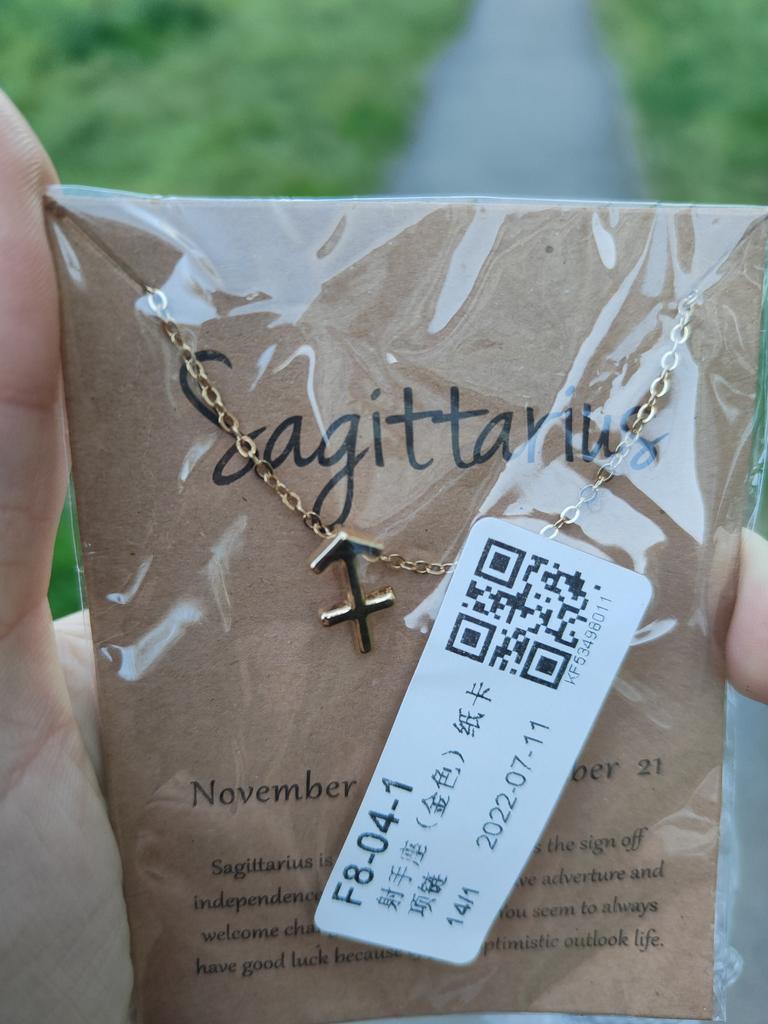 Sagittarius
November
ber 21
Sagittarius is
s the sign off
independence
ve adverture and
welcome cha
You seem to always
have good luck because
ptimistic outlook life.
KF53498011
F8-04-1
射手座（金色）纸卡
项链
2022-07-11
14/1